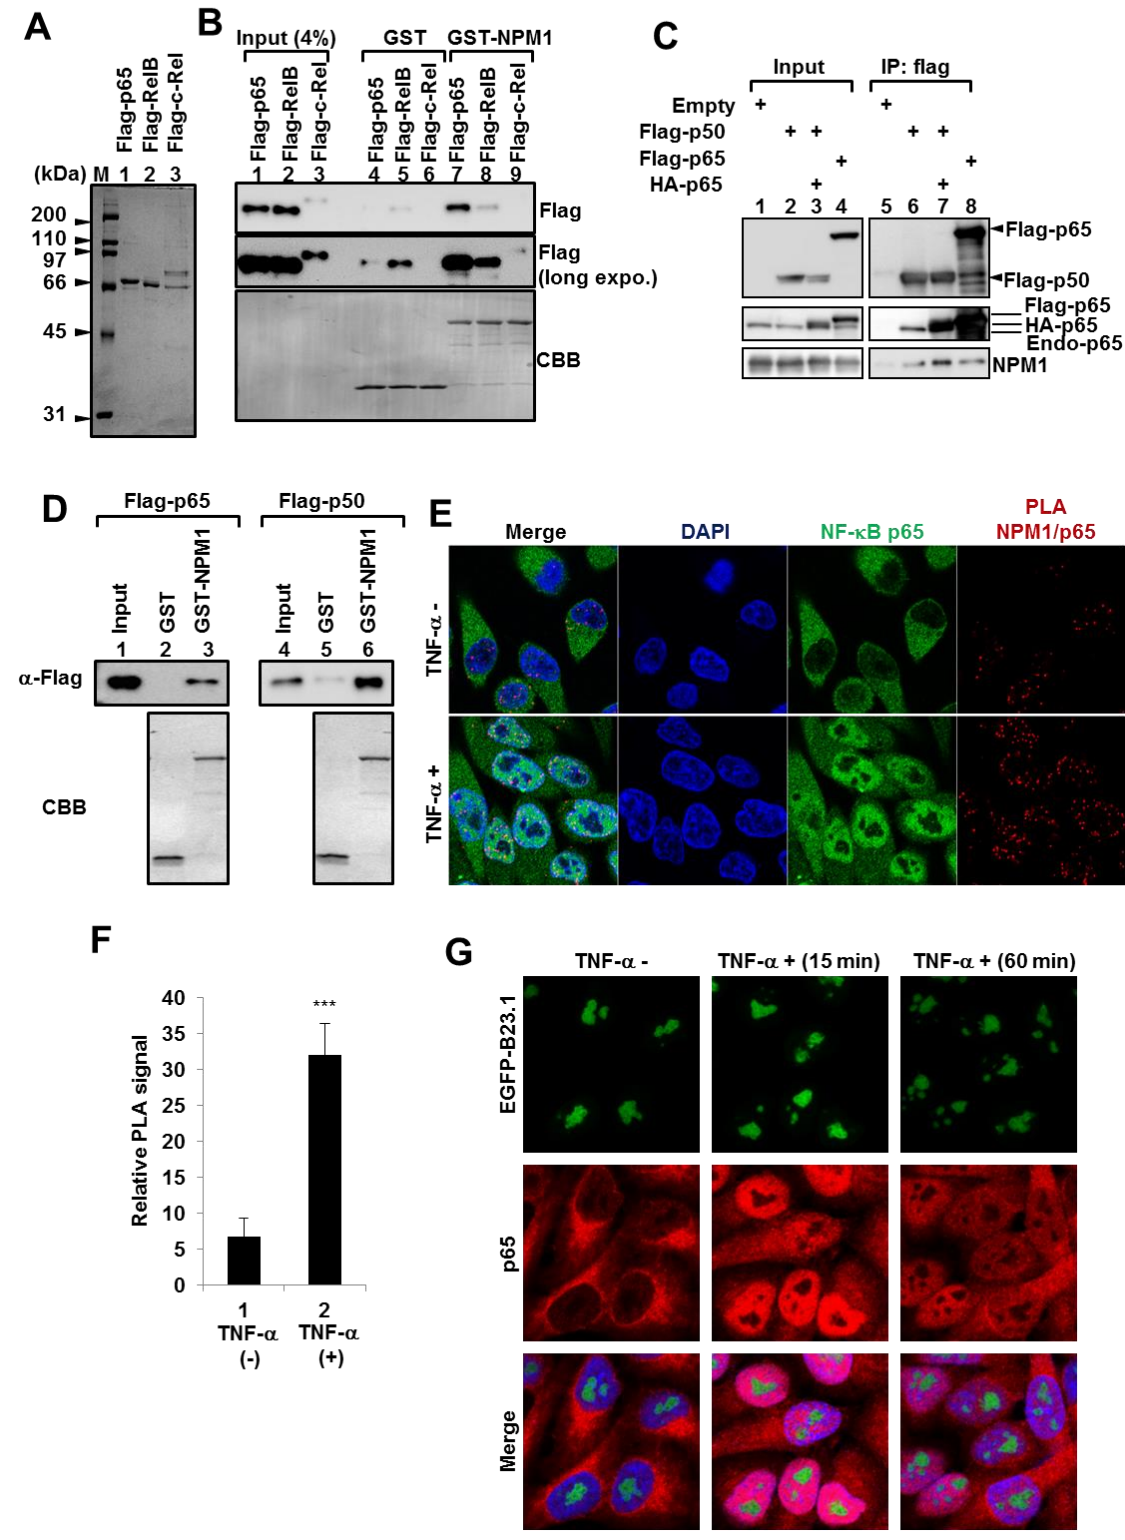 A
Flag-p65
Flag-RelB
Flag-c-Rel
(kDa) M 1 2 3
200
110
97
66
45
31
B
Input (4%) GST GST-NPM1
Flag-p65
Flag-RelB
Flag-c-Rel
Flag-p65
Flag-RelB
Flag-c-Rel
Flag-p65
Flag-RelB
Flag-c-Rel
1 2 3 4 5 6 7 8 9
Flag
Flag
(long expo.)
CBB
C
Input IP: flag
Empty + +
Flag-p50 + + + +
Flag-p65 + +
HA-p65 + +
1 2 3 4 5 6 7 8
Flag-p65
Flag-p50
Flag-p65
HA-p65
Endo-p65
NPM1
D
Flag-p65 Flag-p50
Input
GST
GST-NPM1
Input
GST
GST-NPM1
1 2 3 4 5 6
α-Flag
CBB
E
Merge DAPI NF-κB p65 PLA
NPM1/p65
TNF-α -
TNF-α +
F
Relative PLA signal
40
35
30
25
20
15
10
5
0
***
1 2
TNF-α TNF-α
(-) (+)
G
TNF-α - TNF-α + (15 min) TNF-α + (60 min)
EGFP-B23.1
p65
Merge